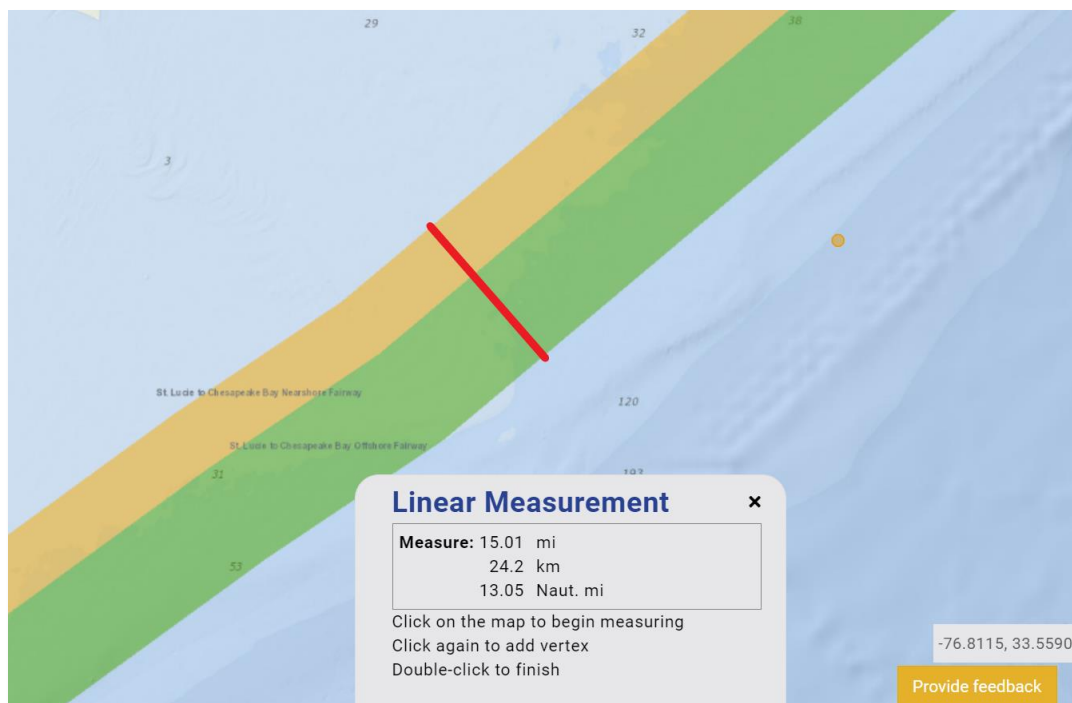 29
32
38
3
St. Lucie to Chesapeake Bay Nearshore Fairway
120
St. Lucie to Chesapeake Bay Offshore Fairway
31
193
53
Linear Measurement ×
Measure: 15.01 mi
24.2 km
13.05 Naut. mi
Click on the map to begin measuring
Click again to add vertex
Double-click to finish
-76.8115, 33.5590
Provide feedback